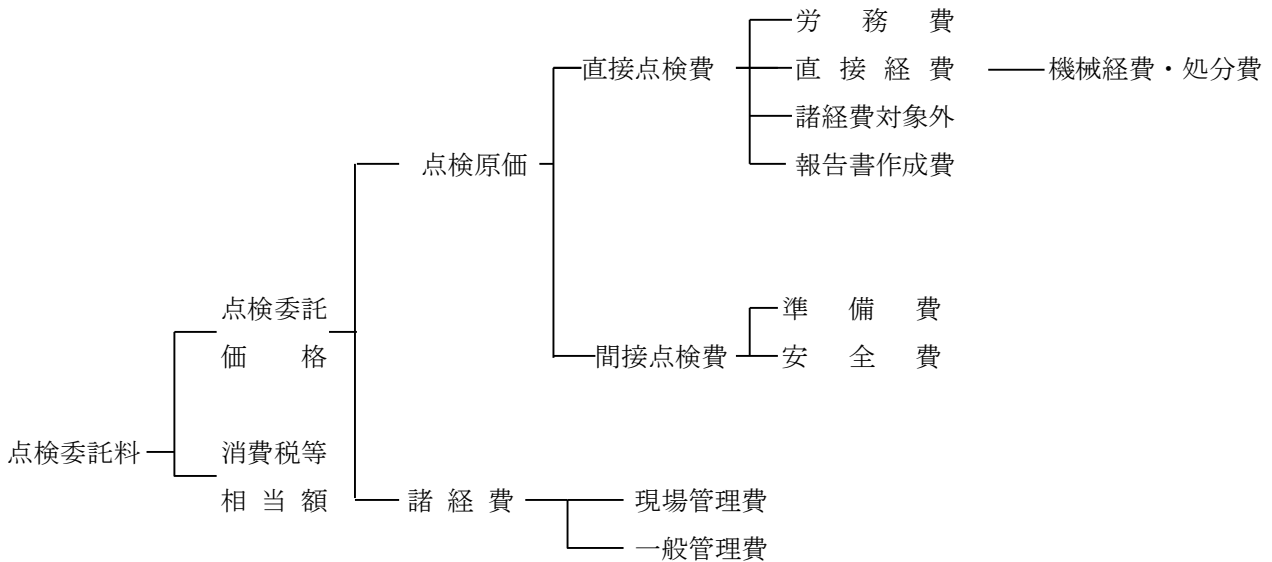 労務費
直接点検費
直接経費
機械経費・処分費
諸経費対象外
点検原価
報告書作成費
点検委託
価格
準備費
間接点検費
安全費
点検委託料
消費税等
相当額
諸経費
現場管理費
一般管理費